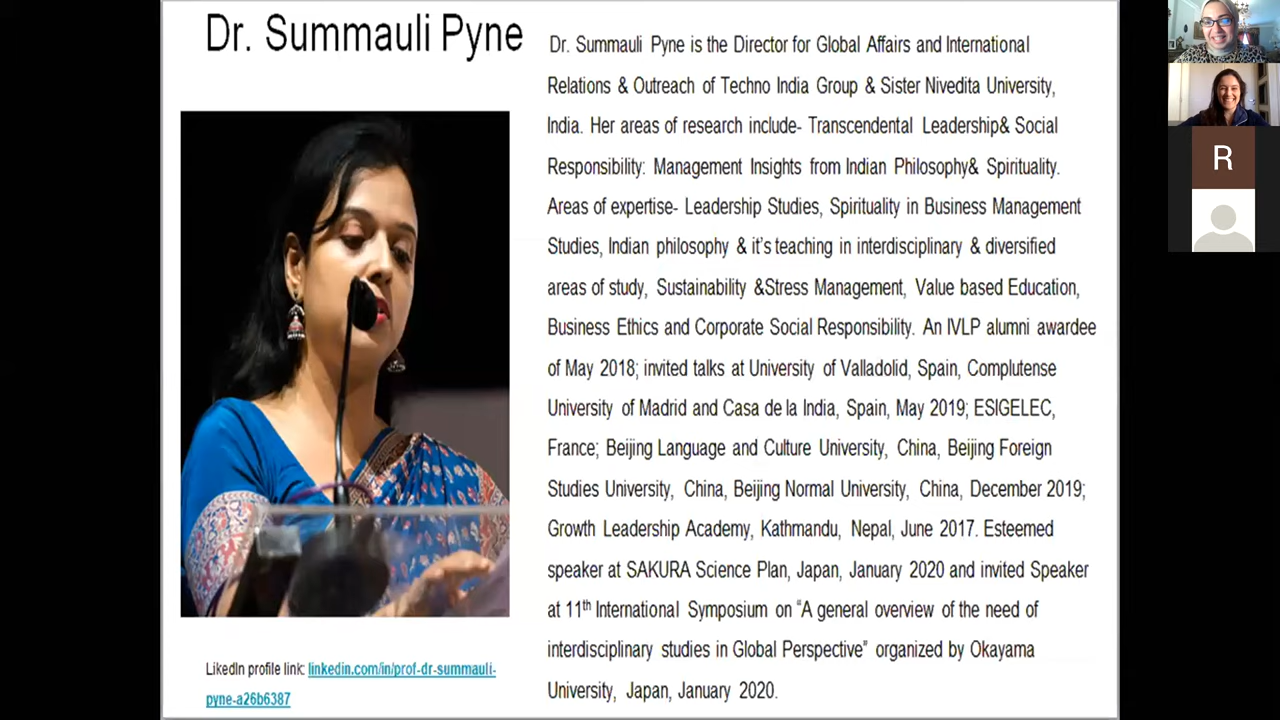 Dr. Summauli Pyne
Dr. Summauli Pyne is the Director for Global Affairs and International
Relations & Outreach of Techno India Group & Sister Nivedita University,
India. Her areas of research include- Transcendental Leadership& Social
Responsibility: Management Insights from Indian Philosophy& Spirituality.
Areas of expertise- Leadership Studies, Spirituality in Business Management
Studies, Indian philosophy & it's teaching in interdisciplinary & diversified
areas of study, Sustainability &Stress Management, Value based Education,
Business Ethics and Corporate Social Responsibility. An IVLP alumni awardee
of May 2018; invited talks at University of Valladolid, Spain, Complutense
University of Madrid and Casa de la India, Spain, May 2019; ESIGELEC,
France; Beijing Language and Culture University, China, Beijing Foreign
Studies University, China, Beijing Normal University, China, December 2019;
Growth Leadership Academy, Kathmandu, Nepal, June 2017. Esteemed
speaker at SAKURA Science Plan, Japan, January 2020 and invited Speaker
at 11th International Symposium on “A general overview of the need of
interdisciplinary studies in Global Perspective” organized by Okayama
University, Japan, January 2020.
LikedIn profile link: linkedin.com/in/prof-dr-summauli-
pyne-a26b6387
R